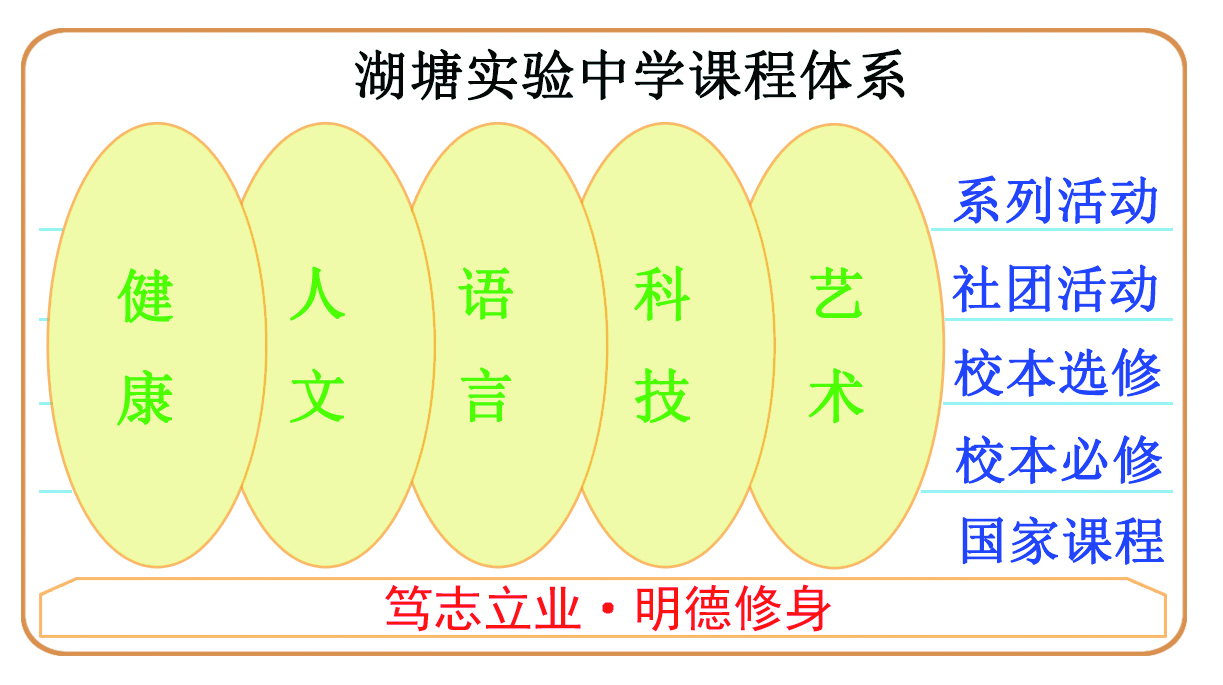 湖塘实验中学课程体系
健康
人文
语言
科技
艺术
系列活动
社团活动
校本选修
校本必修
国家课程
笃志立业·明德修身